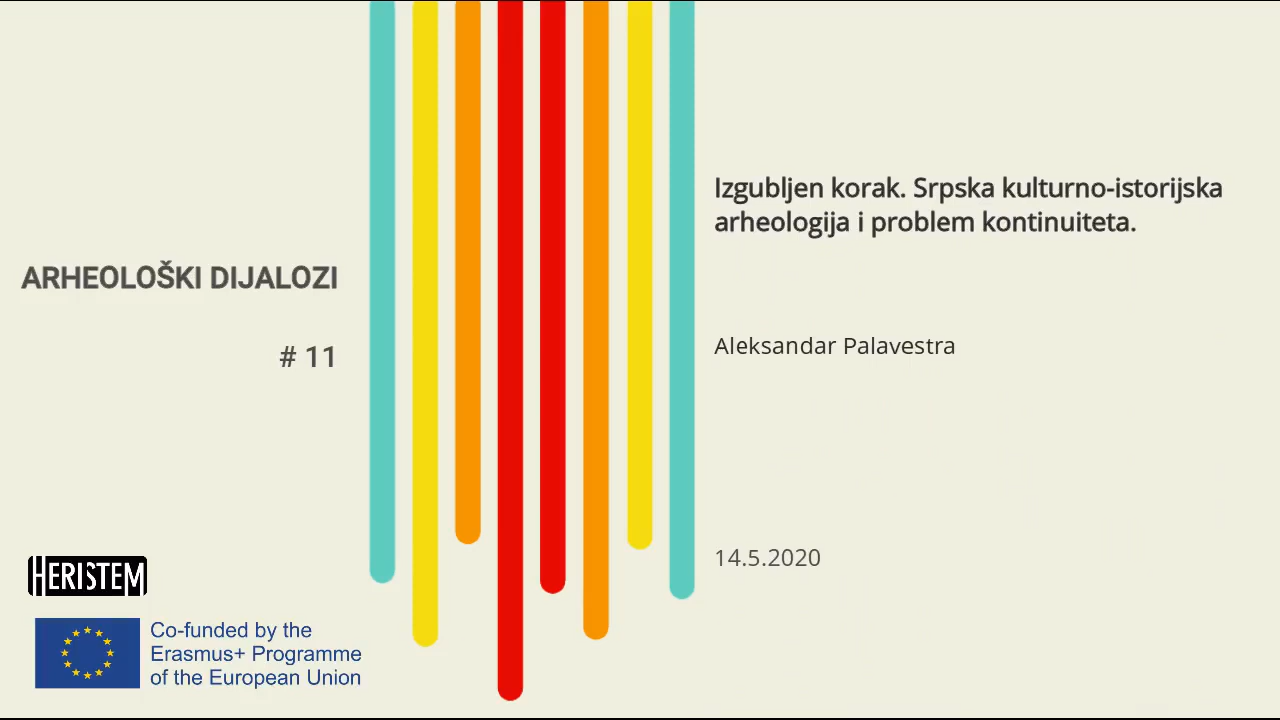 ARHEOLOŠKI DIJALOZI
# 11
Izgubljen korak. Srpska kulturno-istorijska
arheologija i problem kontinuiteta.
Aleksandar Palavestra
14.5.2020
HERISTEM
Co-funded by the
Erasmus+ Programme
of the European Union